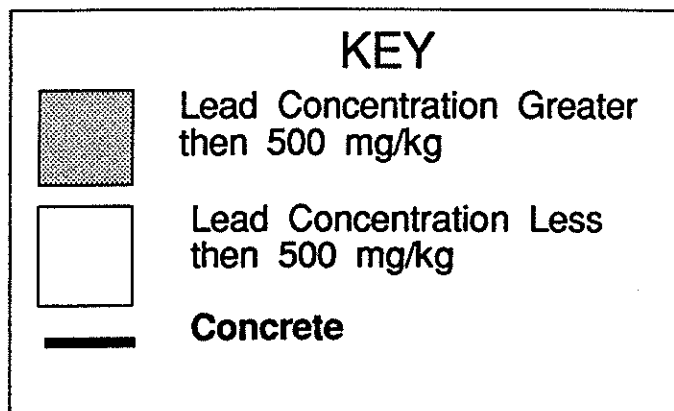 KEY
Lead Concentration Greater
then 500 mg/kg
Lead Concentration Less
then 500 mg/kg
Concrete